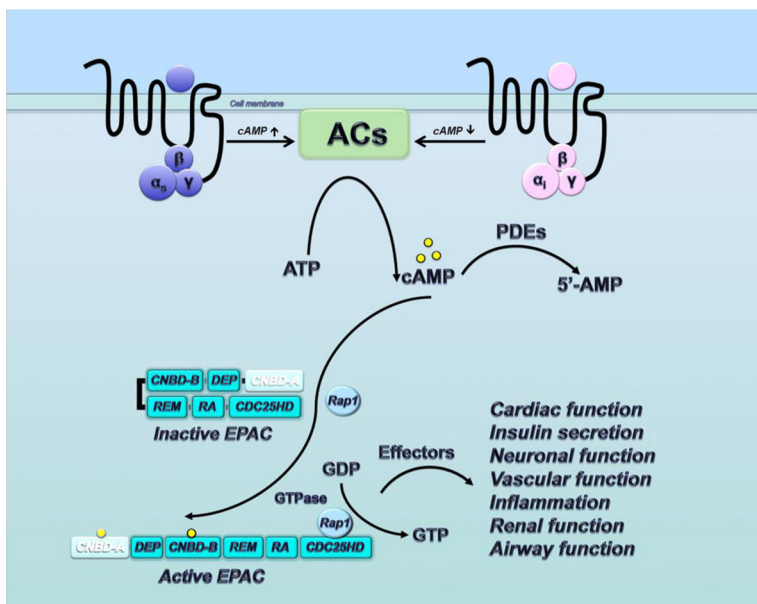 Cell membrane
cAMP ↑
ACs
cAMP ↓
β
αs
γ
β
αi
γ
ATP
cAMP
PDEs
5'-AMP
CNBD-B
DEP
CNBD-A
REM
RA
CDC25HD
Inactive EPAC
Rap1
Cardiac function
Insulin secretion
Neuronal function
Vascular function
Inflammation
Renal function
Airway function
Effectors
GDP
GTPase
Rap1
GTP
CNBD-A
DEP
CNBD-B
REM
RA
CDC25HD
Active EPAC